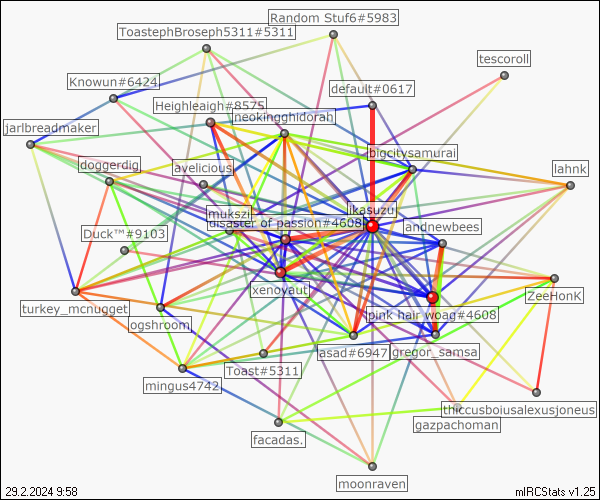 Random Stuf6#5983
ToastephBroseph5311#5311
tescoroll
Knowun#6424
default#0617
Heighleaigh#8575
neokingghidorah
jarlbreadmaker
bigcitysamurai
doggerdig
avelicious
lahnk
mukszi
ikasuzu
disaster of passion#4608
andnewbees
Duck™#9103
xenovaut
ZeeHonK
turkey_mcnugget
pink hair woag#4608
ogshroom
asad#6947
gregor_samsa
Toast#5311
mingus4742
thiccusboiusalexusjoneus
gazpachoman
facadas.
moonraven
29.2.2024 9:58
mIRCStats v1.25